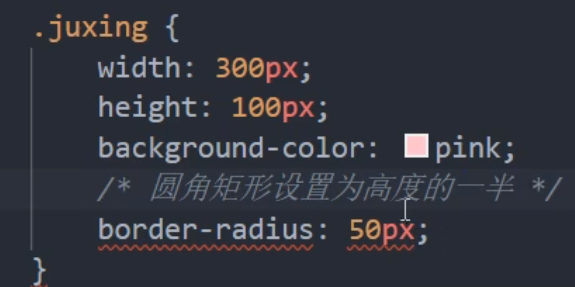 .juxing {
width: 300px;
height: 100px;
background-color: pink;
/* 圆角矩形设置为高度的一半 */
border-radius: 50px;
}